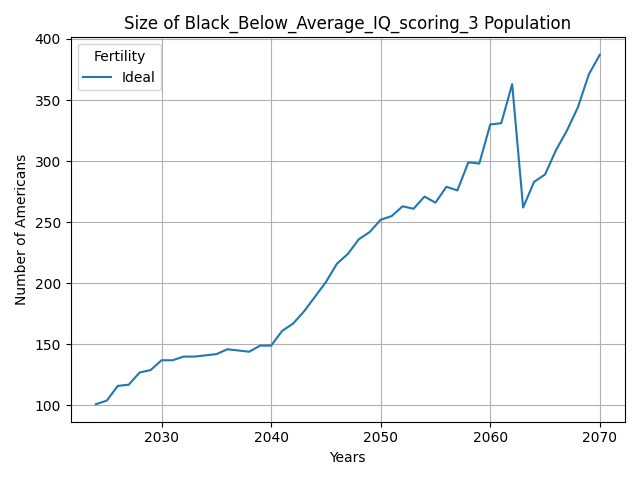 Size of Black_Below_Average_IQ_scoring_3 Population
Fertility
Ideal
Number of Americans
400
350
300
250
200
150
100
2030 2040 2050 2060 2070
Years